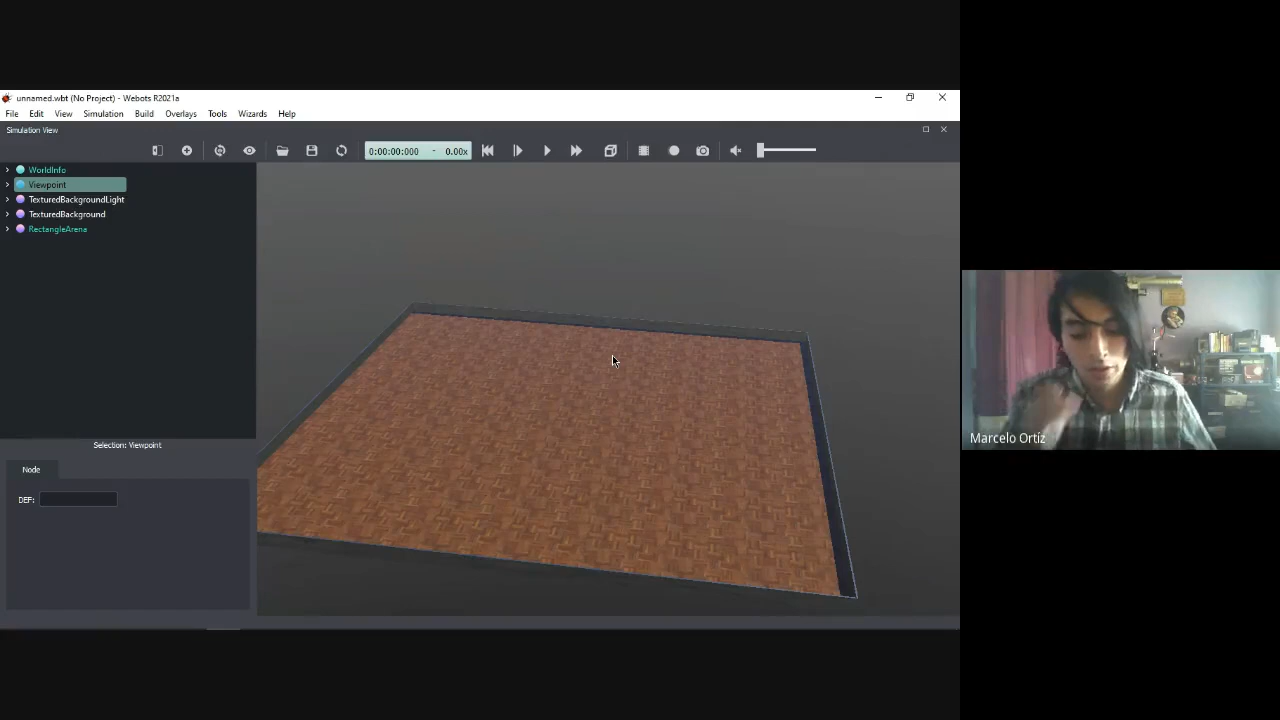 unnamed.wbt (No Project) - Webots R2021a
File Edit View Simulation Build Overlays Tools Wizards Help
Simulation View
0:00:00:000 - 0.00x
WorldInfo
Viewpoint
TexturedBackgroundLight
TexturedBackground
RectangleArena
Selection: Viewpoint
Node
DEF:
Marcelo Ortíz